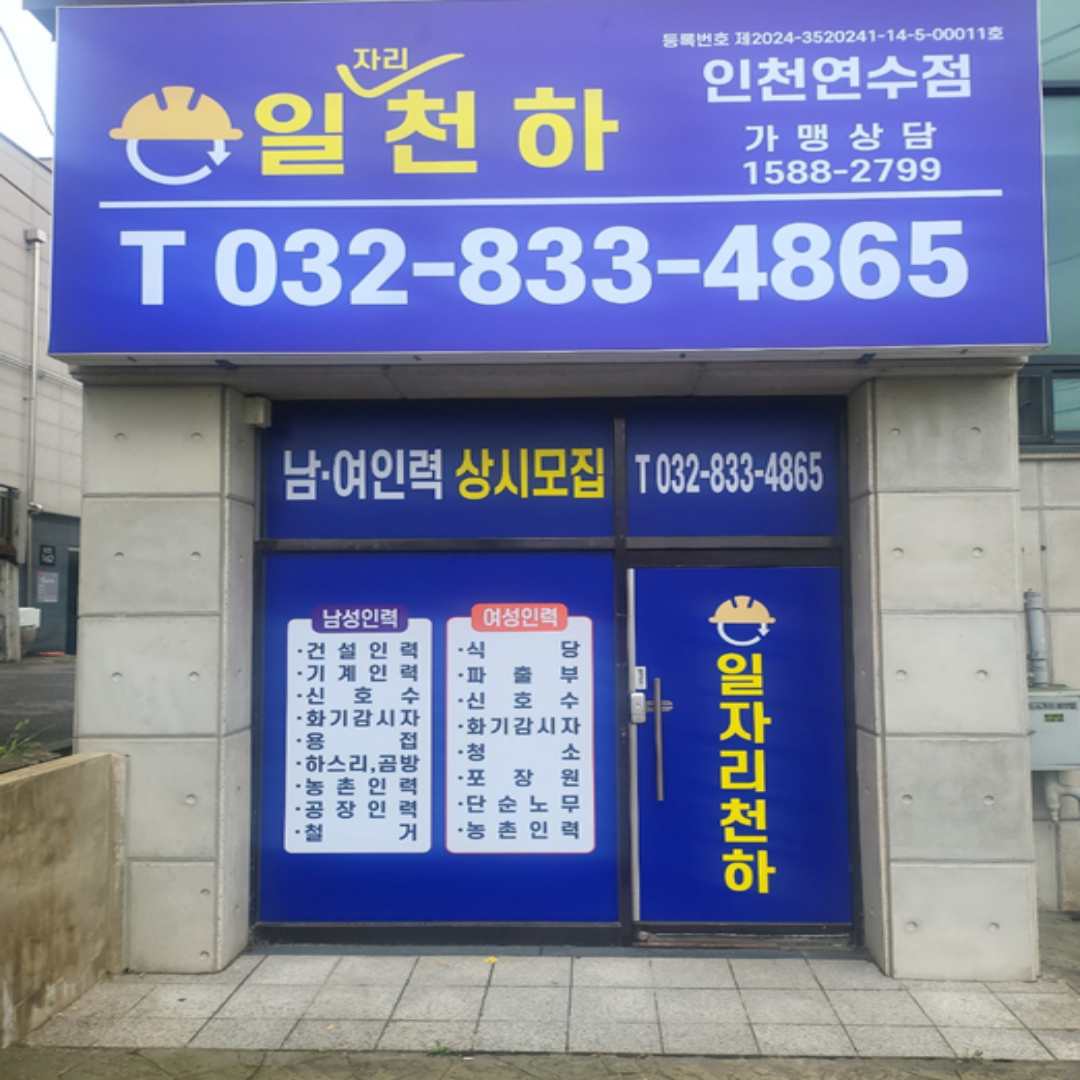 등록번호 제2024-3520241-14-5-00011호
자리
일천하
인천연수점
가맹상담
1588-2799
T 032-833-4865
남·여인력 상시모집
T 032-833-4865
남성인력
·건설인력
·기계인력
·신호수
·화기감시자
·용접
·하스리,곰방
·농촌인력
·공장인력
·철거
여성인력
·식당
·파출부
·신호수
·화기감시자
·청소
·포장원
·단순노무
·농촌인력
일자리천하